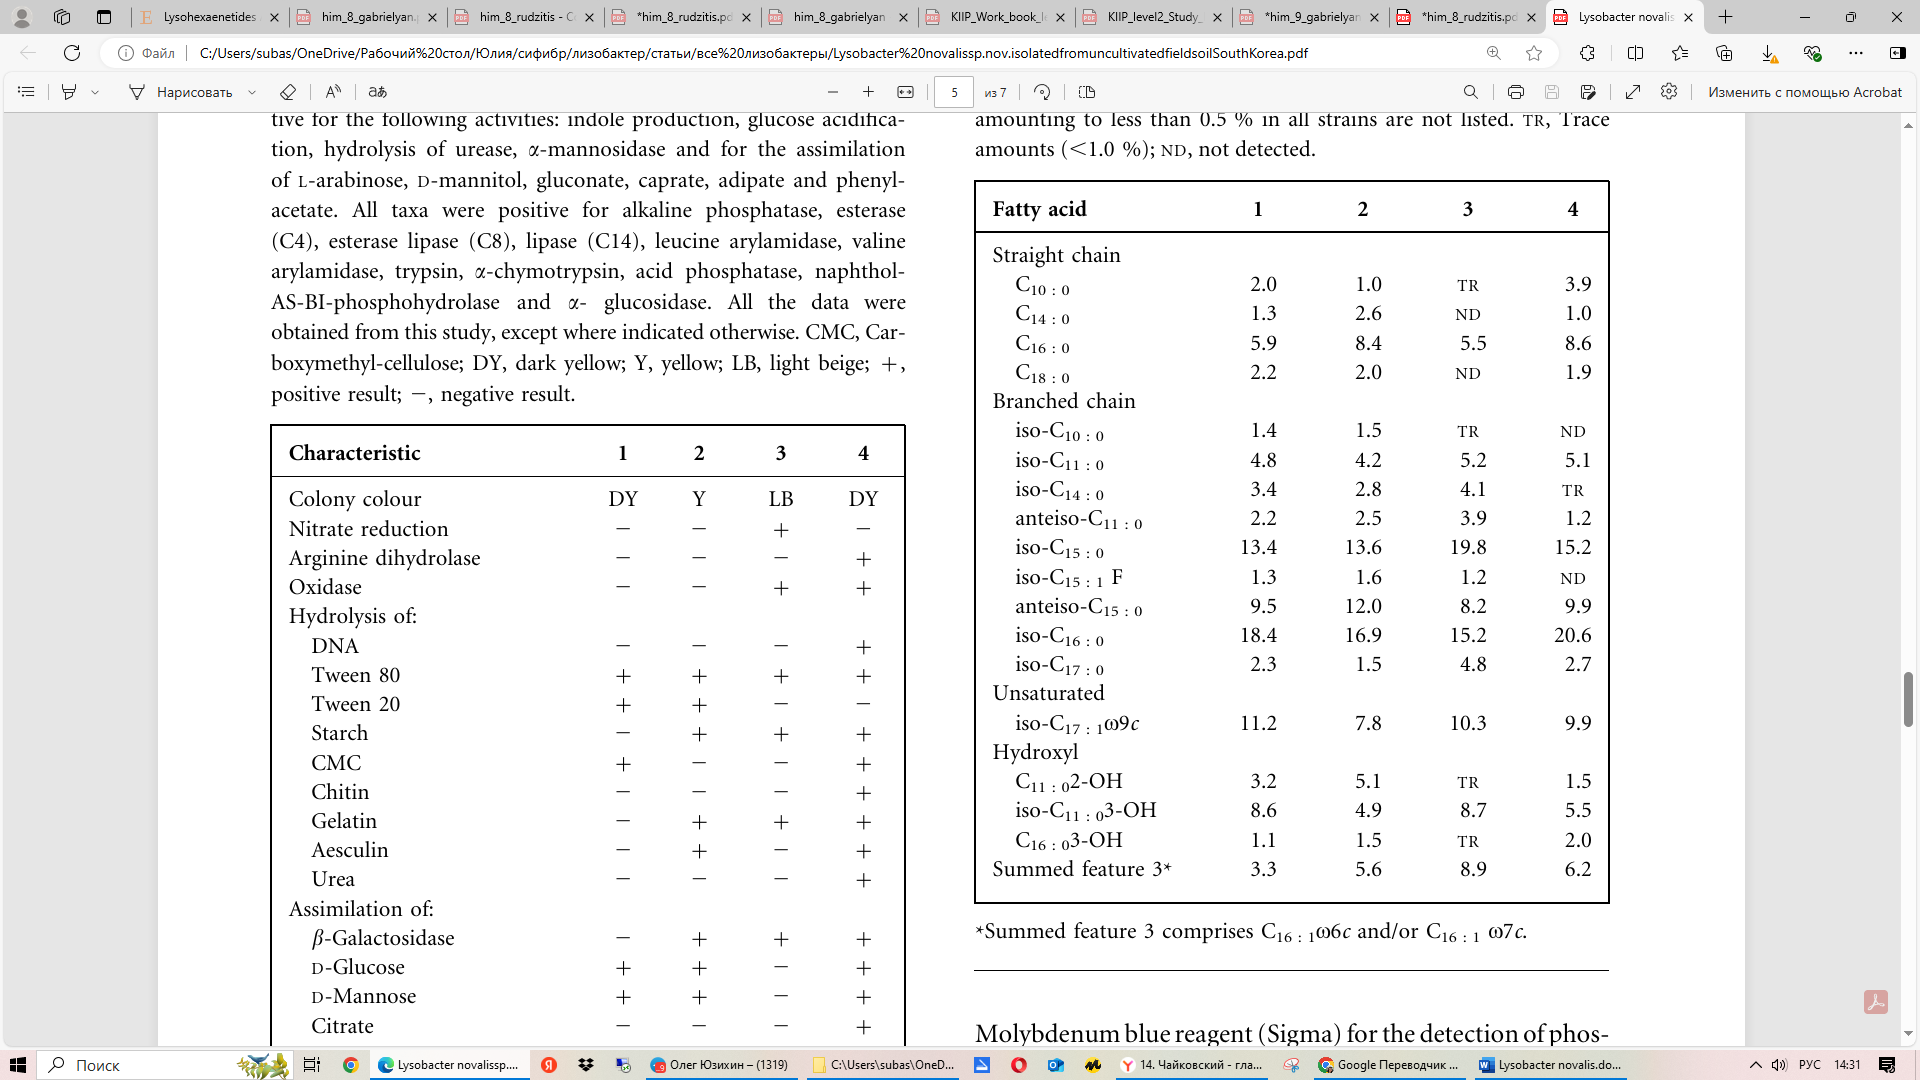 Lysohexaenetides
him_8_gabrielyan.
him_8_rudzitis - C
*him_8_rudzitis.pd
him_8_gabrielyan
KIIP_Work_book_l
KIIP_level2_Study_
*him_9_gabrielyan
*him_8_rudzitis.pd
Lysobacter novalis
Файл
C:/Users/subas/OneDrive/Рабочий%20стол/Юлия/сифибр/лизобактер/статьи/все%20лизобактеры/Lysobacter%20novalissp.nov.isolatedfromuncultivatedfieldsoilSouthKorea.pdf
Нарисовать
аあ
5 из 7
Изменить с помощью Acrobat
tive for the following activities: indole production, glucose acidifica-
tion, hydrolysis of urease, α-mannosidase and for the assimilation
of L-arabinose, D-mannitol, gluconate, caprate, adipate and phenyl-
acetate. All taxa were positive for alkaline phosphatase, esterase
(C4), esterase lipase (C8), lipase (C14), leucine arylamidase, valine
arylamidase, trypsin, α-chymotrypsin, acid phosphatase, naphthol-
AS-BI-phosphohydrolase and α- glucosidase. All the data were
obtained from this study, except where indicated otherwise. CMC, Car-
boxymethyl-cellulose; DY, dark yellow; Y, yellow; LB, light beige; +,
positive result; −, negative result.
Characteristic 1 2 3 4
Colony colour DY Y LB DY
Nitrate reduction − − + −
Arginine dihydrolase − − − +
Oxidase − − + +
Hydrolysis of:
DNA − − − +
Tween 80 + + + +
Tween 20 + + − −
Starch − + + +
CMC + − − +
Chitin − − − +
Gelatin − + + +
Aesculin − + − +
Urea − − − +
Assimilation of:
β-Galactosidase − + + +
D-Glucose + + − +
D-Mannose + + − +
Citrate − − − +
amounting to less than 0.5 % in all strains are not listed. TR, Trace
amounts (<1.0 %); ND, not detected.
Fatty acid 1 2 3 4
Straight chain
C10 : 0 2.0 1.0 TR 3.9
C14 : 0 1.3 2.6 ND 1.0
C16 : 0 5.9 8.4 5.5 8.6
C18 : 0 2.2 2.0 ND 1.9
Branched chain
iso-C10 : 0 1.4 1.5 TR ND
iso-C11 : 0 4.8 4.2 5.2 5.1
iso-C14 : 0 3.4 2.8 4.1 TR
anteiso-C11 : 0 2.2 2.5 3.9 1.2
iso-C15 : 0 13.4 13.6 19.8 15.2
iso-C15 : 1 F 1.3 1.6 1.2 ND
anteiso-C15 : 0 9.5 12.0 8.2 9.9
iso-C16 : 0 18.4 16.9 15.2 20.6
iso-C17 : 0 2.3 1.5 4.8 2.7
Unsaturated
iso-C17 : 1ω9c 11.2 7.8 10.3 9.9
Hydroxyl
C11 : 02-OH 3.2 5.1 TR 1.5
iso-C11 : 03-OH 8.6 4.9 8.7 5.5
C16 : 03-OH 1.1 1.5 TR 2.0
Summed feature 3* 3.3 5.6 8.9 6.2
*Summed feature 3 comprises C16 : 1ω6c and/or C16 : 1 ω7c.
Molybdenum blue reagent (Sigma) for the detection of phos-
Поиск
Lysobacter novalissp....
Олег Юзихин – (1319)
C:\Users\subas\OneD...
14. Чайковский - гла...
Google Переводчик ...
Lysobacter novalis.do...
РУС
14:31